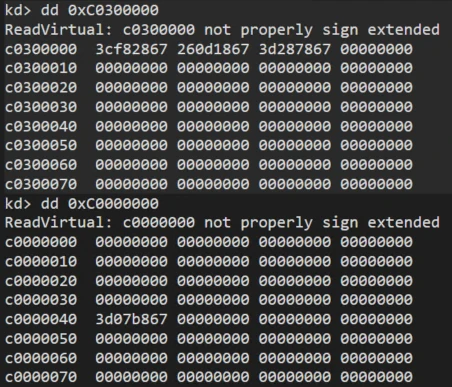 kd> dd 0xC0300000
ReadVirtual: c0300000 not properly sign extended
c0300000  3cf82867 260d1867 3d287867 00000000
c0300010  00000000 00000000 00000000 00000000
c0300020  00000000 00000000 00000000 00000000
c0300030  00000000 00000000 00000000 00000000
c0300040  00000000 00000000 00000000 00000000
c0300050  00000000 00000000 00000000 00000000
c0300060  00000000 00000000 00000000 00000000
c0300070  00000000 00000000 00000000 00000000
kd> dd 0xC0000000
ReadVirtual: c0000000 not properly sign extended
c0000000  00000000 00000000 00000000 00000000
c0000010  00000000 00000000 00000000 00000000
c0000020  00000000 00000000 00000000 00000000
c0000030  00000000 00000000 00000000 00000000
c0000040  3d07b867 00000000 00000000 00000000
c0000050  00000000 00000000 00000000 00000000
c0000060  00000000 00000000 00000000 00000000
c0000070  00000000 00000000 00000000 00000000